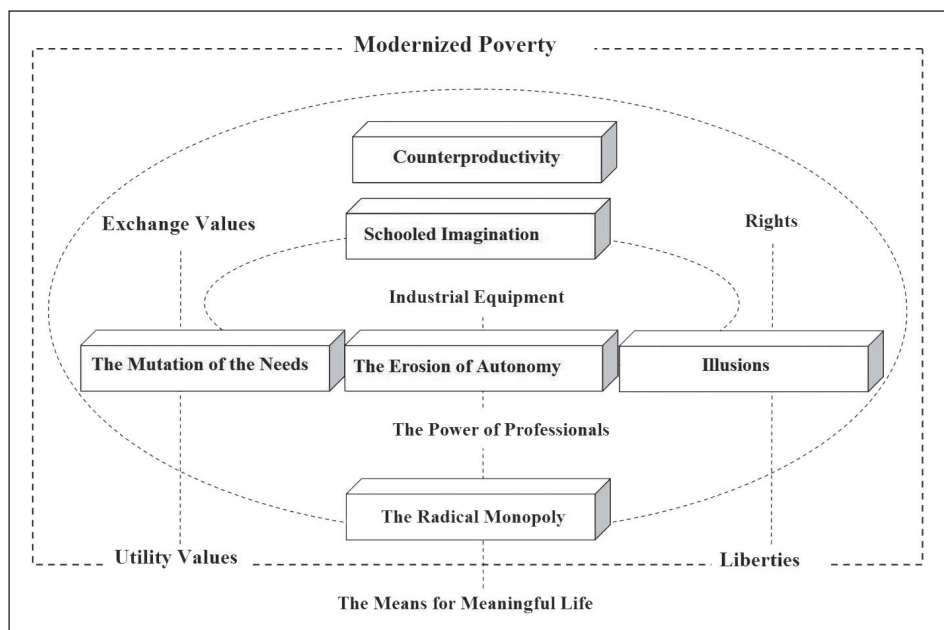 Modernized Poverty
Counterproductivity
Exchange Values
Schooled Imagination
Rights
Industrial Equipment
The Mutation of the Needs
The Erosion of Autonomy
Illusions
The Power of Professionals
The Radical Monopoly
Utility Values
Liberties
The Means for Meaningful Life